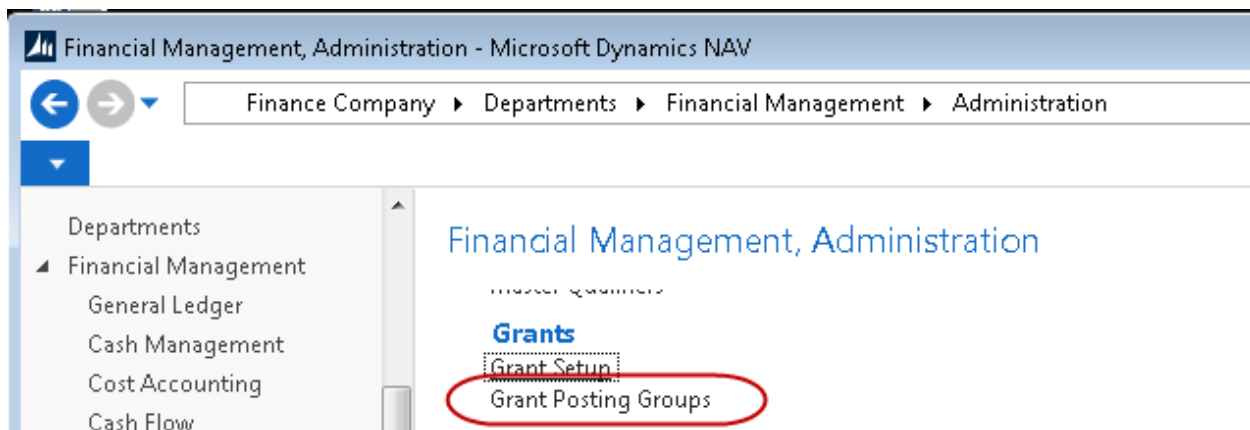 Financial Management, Administration - Microsoft Dynamics NAV
Finance Company ▸ Departments ▸ Financial Management ▸ Administration
Departments
Financial Management
General Ledger
Cash Management
Cost Accounting
Cash Flow
Financial Management, Administration
Grants
Grant Setup
Grant Posting Groups